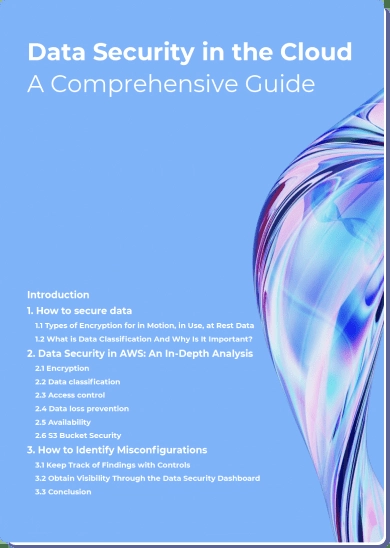 Data Security in the Cloud
A Comprehensive Guide
Introduction
1. How to secure data
1.1 Types of Encryption for In Motion, in Use, at Rest Data
1.2 What is Data Classification And Why Is It Important?
2. Data Security in AWS: An In-Depth Analysis
2.1 Encryption
2.2 Data classification
2.3 Access control
2.4 Data loss prevention
2.5 Availability
2.6 S3 Bucket Security
3. How to Identify Misconfigurations
3.1 Keep Track of Findings with Controls
3.2 Obtain Visibility Through the Data Security Dashboard
3.3 Conclusion